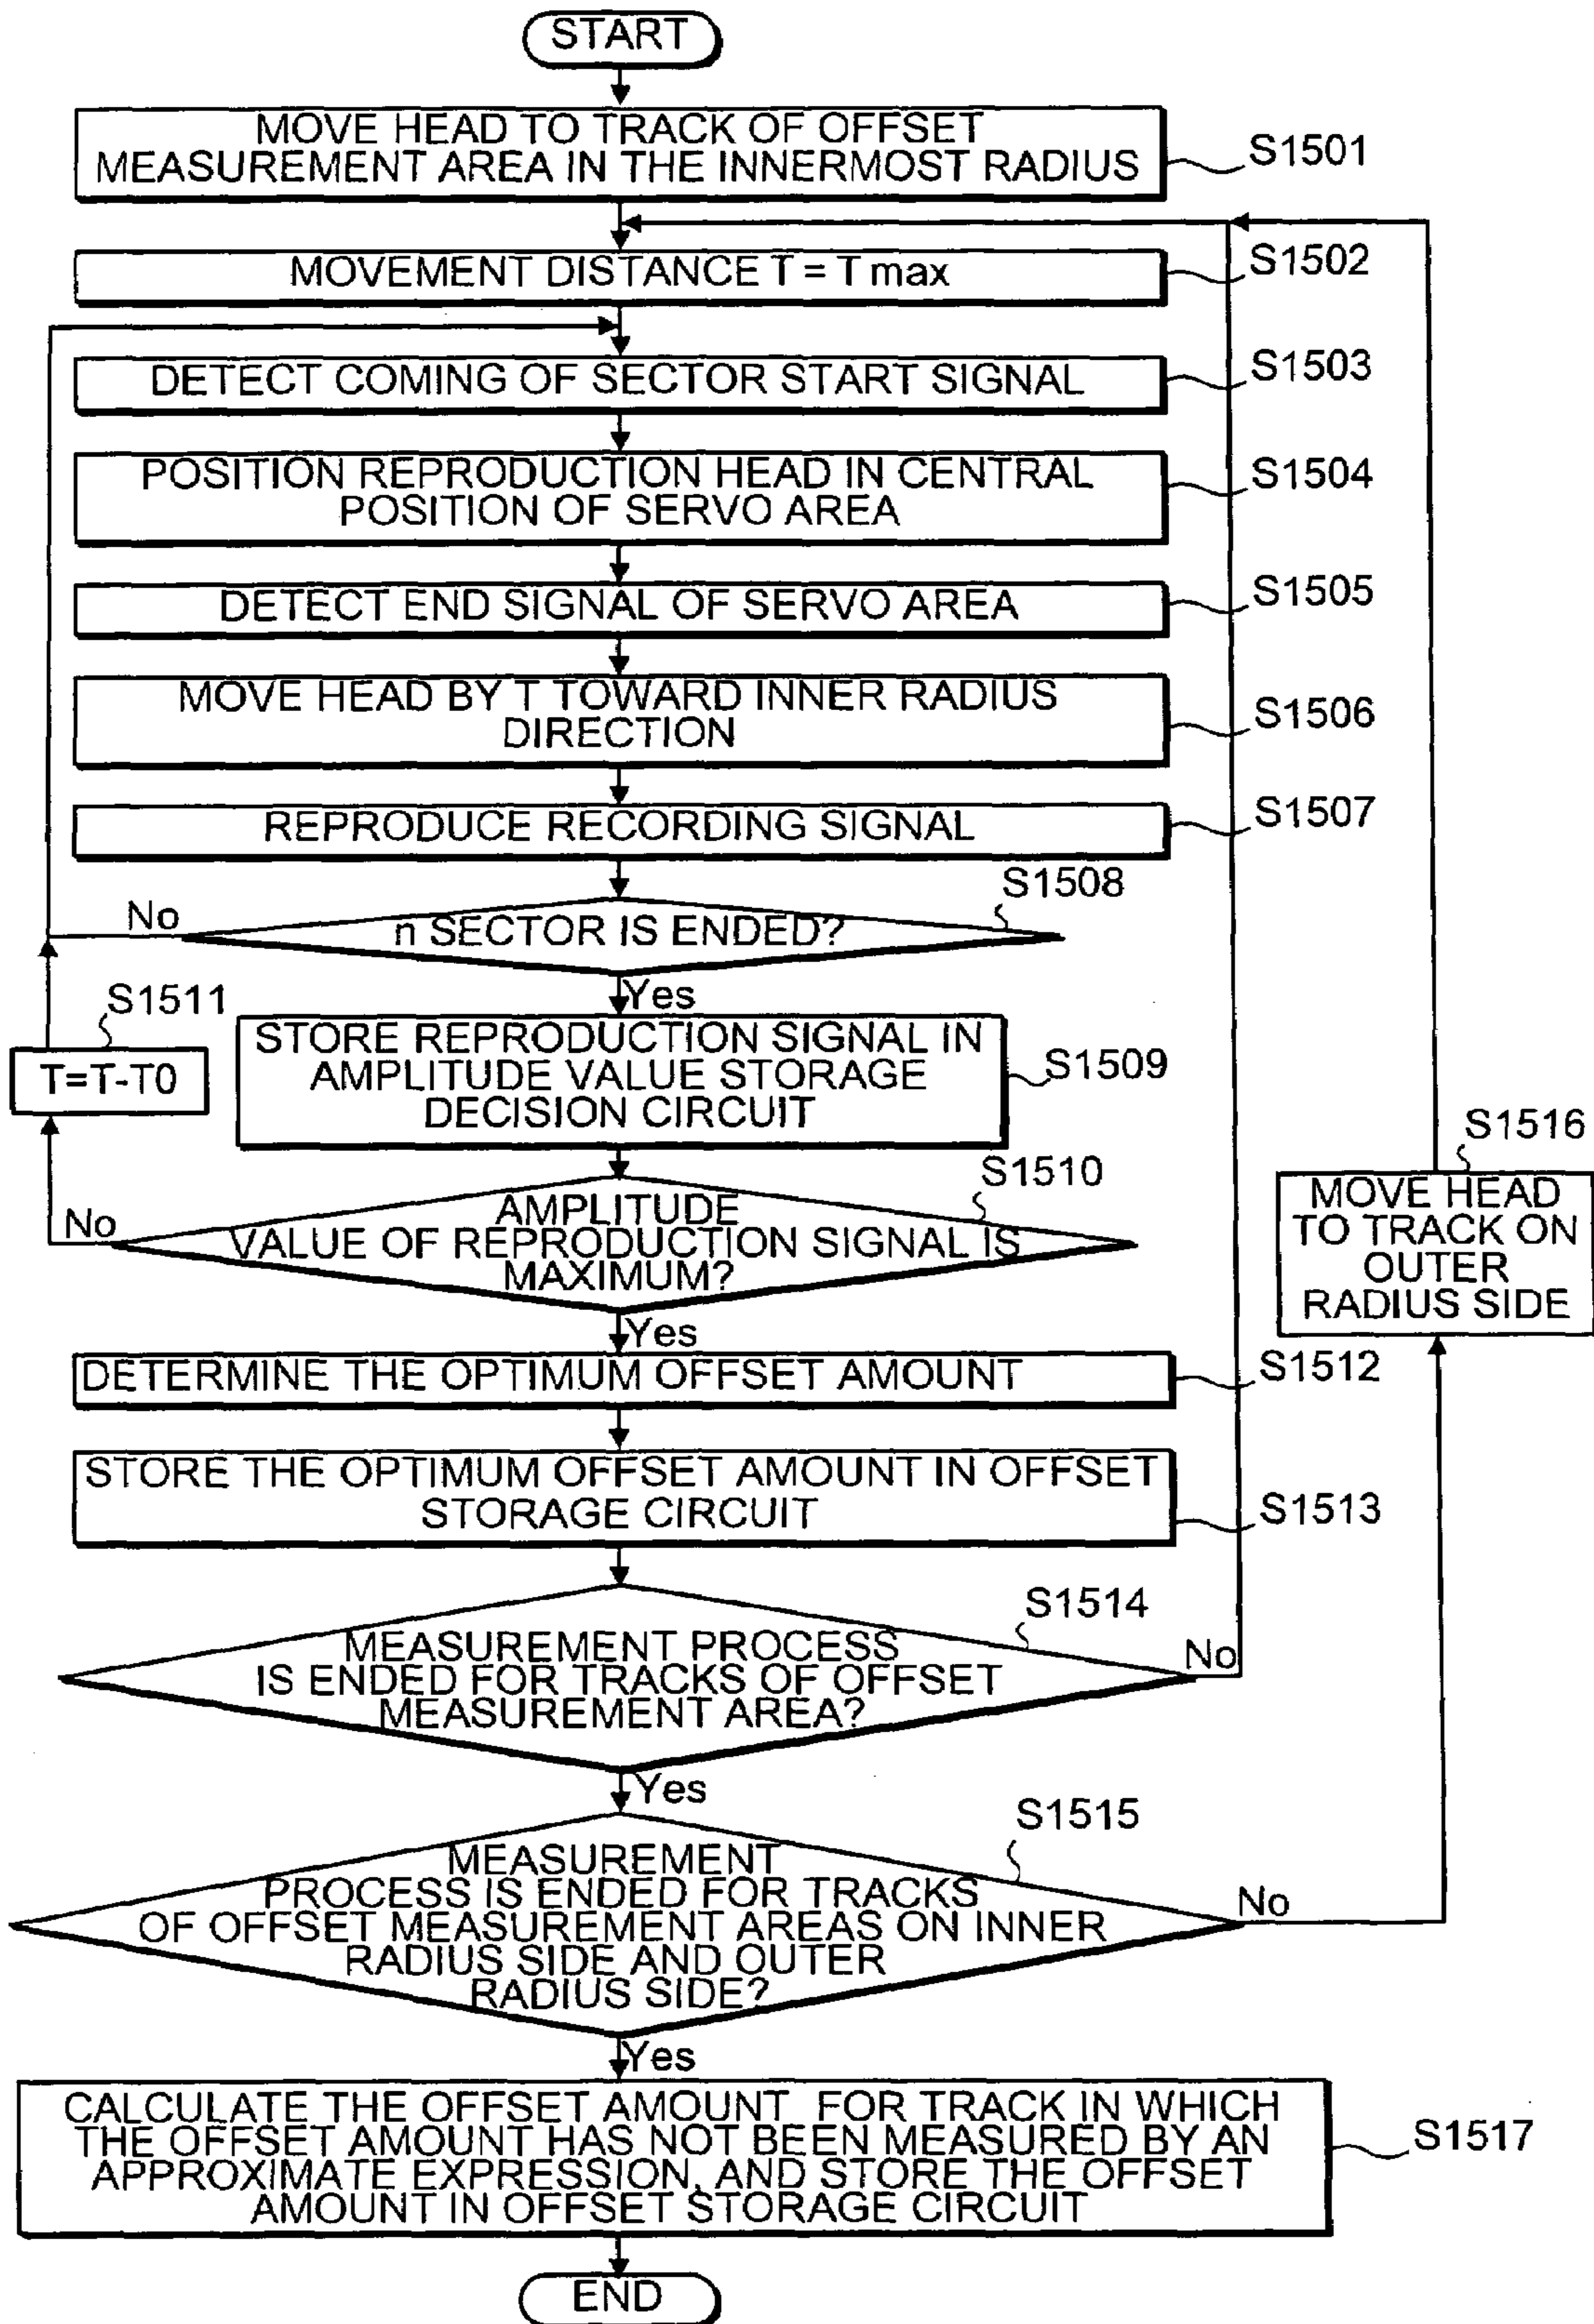 START
MOVE HEAD TO TRACK OF OFFSET
MEASUREMENT AREA IN THE INNERMOST RADIUS
S1501
MOVEMENT DISTANCE T = T max
S1502
DETECT COMING OF SECTOR START SIGNAL
S1503
POSITION REPRODUCTION HEAD IN CENTRAL
POSITION OF SERVO AREA
S1504
DETECT END SIGNAL OF SERVO AREA
S1505
MOVE HEAD BY T TOWARD INNER RADIUS
DIRECTION
S1506
REPRODUCE RECORDING SIGNAL
S1507
S1508
No
n SECTOR IS ENDED?
Yes
S1511
T=T-T0
STORE REPRODUCTION SIGNAL IN
AMPLITUDE VALUE STORAGE
DECISION CIRCUIT
S1509
S1510
No
AMPLITUDE
VALUE OF REPRODUCTION SIGNAL IS
MAXIMUM?
Yes
S1516
MOVE HEAD
TO TRACK ON
OUTER
RADIUS SIDE
DETERMINE THE OPTIMUM OFFSET AMOUNT
S1512
STORE THE OPTIMUM OFFSET AMOUNT IN OFFSET
STORAGE CIRCUIT
S1513
S1514
MEASUREMENT PROCESS
IS ENDED FOR TRACKS OF OFFSET
MEASUREMENT AREA?
No
Yes
S1515
MEASUREMENT
PROCESS IS ENDED FOR TRACKS
OF OFFSET MEASUREMENT AREAS ON INNER
RADIUS SIDE AND OUTER
RADIUS SIDE?
No
Yes
CALCULATE THE OFFSET AMOUNT FOR TRACK IN WHICH
THE OFFSET AMOUNT HAS NOT BEEN MEASURED BY AN
APPROXIMATE EXPRESSION, AND STORE THE OFFSET
AMOUNT IN OFFSET STORAGE CIRCUIT
S1517
END